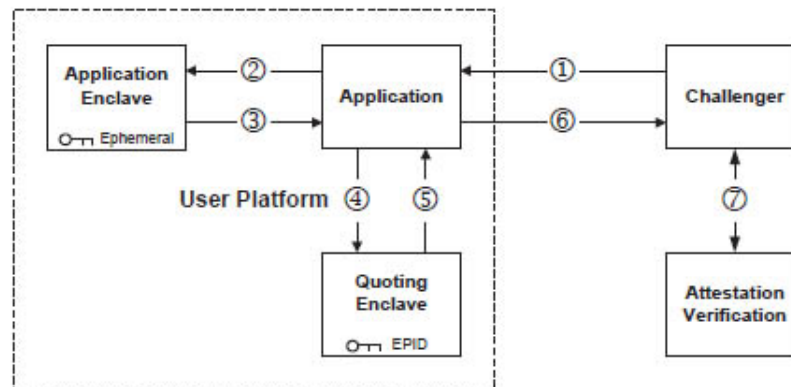 Application
Enclave
Ephemeral
②
③
Application
①
⑥
Challenger
User Platform
④
⑤
⑦
Quoting
Enclave
EPID
Attestation
Verification